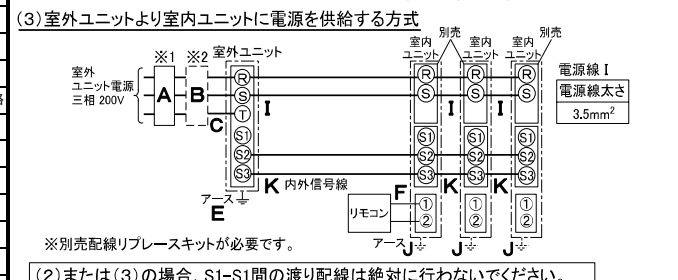 (3)室外ユニットより室内ユニットに電源を供給する方式
※1 ※2 室外ユニット
室内ユニット 別売 室内ユニット 室内ユニット 別売
室外
ユニット電源
三相 200V
A B C
R S T S1 S2 S3
I
R S S1 S2 S3 ① ②
I
R S S1 S2 S3 ① ②
I
R S S1 S2 S3 ① ②
電源線 I
電源線太さ
3.5mm²
K 内外信号線
K K
F
リモコン
アース
E
アース J J J
※別売配線リプレースキットが必要です。
(2)または(3)の場合、S1-S1間の渡り配線は絶対に行わないでください。